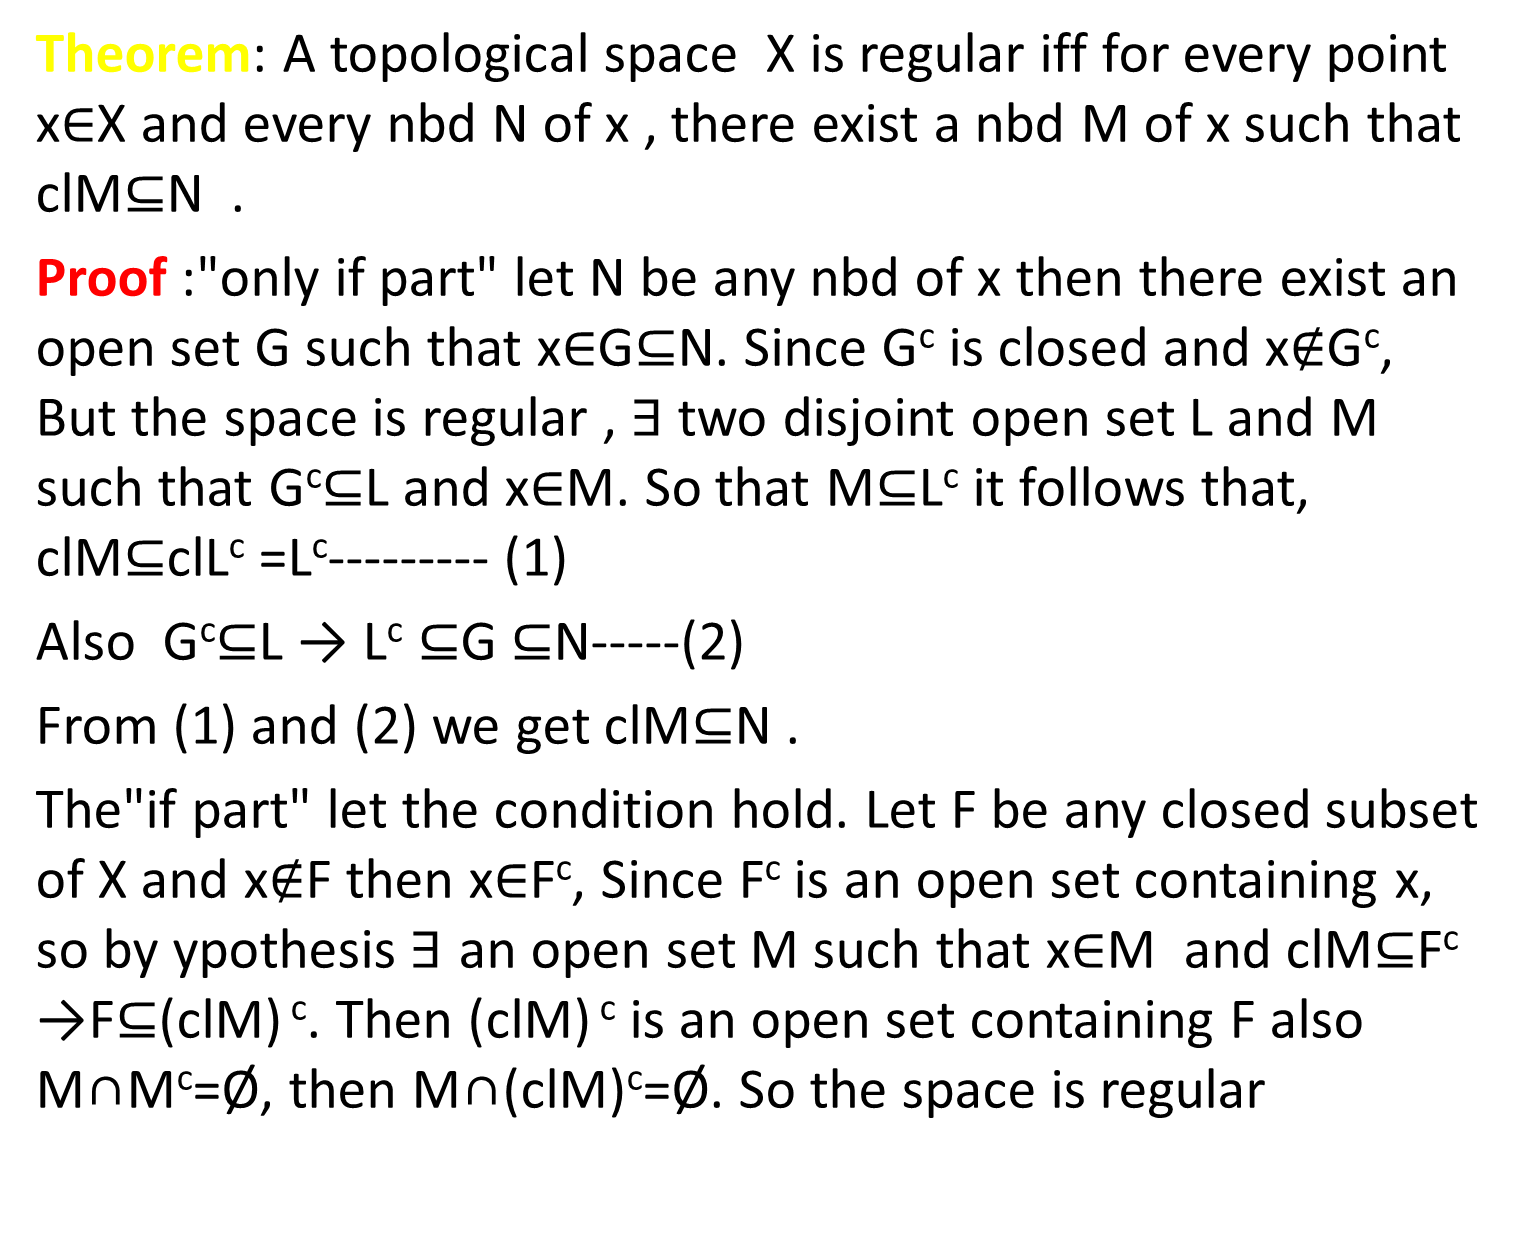 Theorem: A topological space X is regular iff for every point
x∈X and every nbd N of x , there exist a nbd M of x such that
clM⊆N .
Proof :"only if part" let N be any nbd of x then there exist an
open set G such that x∈G⊆N. Since Gᶜ is closed and x∉Gᶜ,
But the space is regular , ∃ two disjoint open set L and M
such that Gᶜ⊆L and x∈M. So that M⊆Lᶜ it follows that,
clM⊆clLᶜ =Lᶜ--------- (1)
Also Gᶜ⊆L → Lᶜ ⊆G ⊆N-----(2)
From (1) and (2) we get clM⊆N .
The"if part" let the condition hold. Let F be any closed subset
of X and x∉F then x∈Fᶜ, Since Fᶜ is an open set containing x,
so by ypothesis ∃ an open set M such that x∈M and clM⊆Fᶜ
→F⊆(clM) ᶜ. Then (clM) ᶜ is an open set containing F also
M∩Mᶜ=Ø, then M∩(clM)ᶜ=Ø. So the space is regular